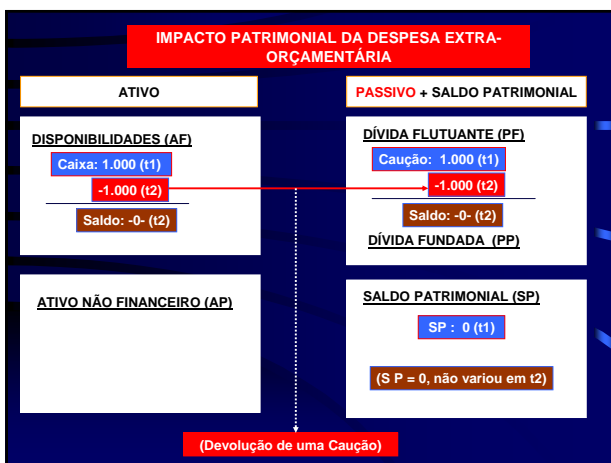 IMPACTO PATRIMONIAL DA DESPESA EXTRA-
ORÇAMENTÁRIA
ATIVO
DISPONIBILIDADES (AF)
Caixa: 1.000 (t1)
-1.000 (t2)
Saldo: -0- (t2)
ATIVO NÃO FINANCEIRO (AP)
PASSIVO + SALDO PATRIMONIAL
DÍVIDA FLUTUANTE (PF)
Caução: 1.000 (t1)
-1.000 (t2)
Saldo: -0- (t2)
DÍVIDA FUNDADA (PP)
SALDO PATRIMONIAL (SP)
SP : 0 (t1)
(S P = 0, não variou em t2)
(Devolução de uma Caução)